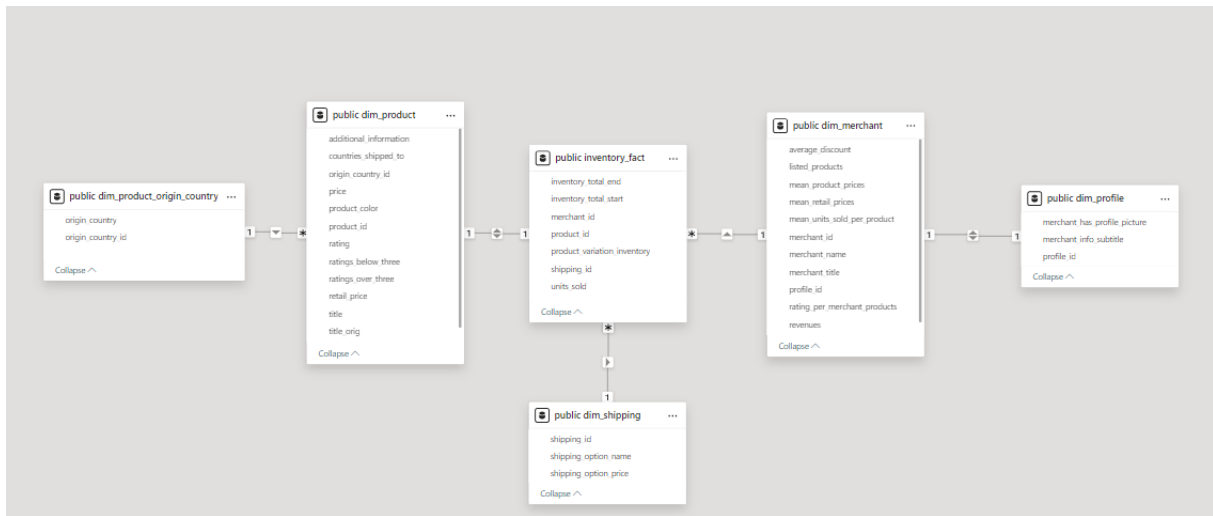 public dim_product_origin_country ...
origin_country
origin_country_id
Collapse
1
*
public dim_product ...
additional_information
countries_shipped_to
origin_country_id
price
product_color
product_id
rating
ratings_below_three
ratings_over_three
retail_price
title
title_orig
Collapse
1
1
public inventory_fact ...
inventory_total_end
inventory_total_start
merchant_id
product_id
product_variation_inventory
shipping_id
units_sold
Collapse
*
1
*
1
public dim_shipping ...
shipping_id
shipping_option_name
shipping_option_price
Collapse
public dim_merchant ...
average_discount
listed_products
mean_product_prices
mean_retail_prices
mean_units_sold_per_product
merchant_id
merchant_name
merchant_title
profile_id
rating_per_merchant_products
revenues
Collapse
1
1
public dim_profile ...
merchant_has_profile_picture
merchant_info_subtitle
profile_id
Collapse